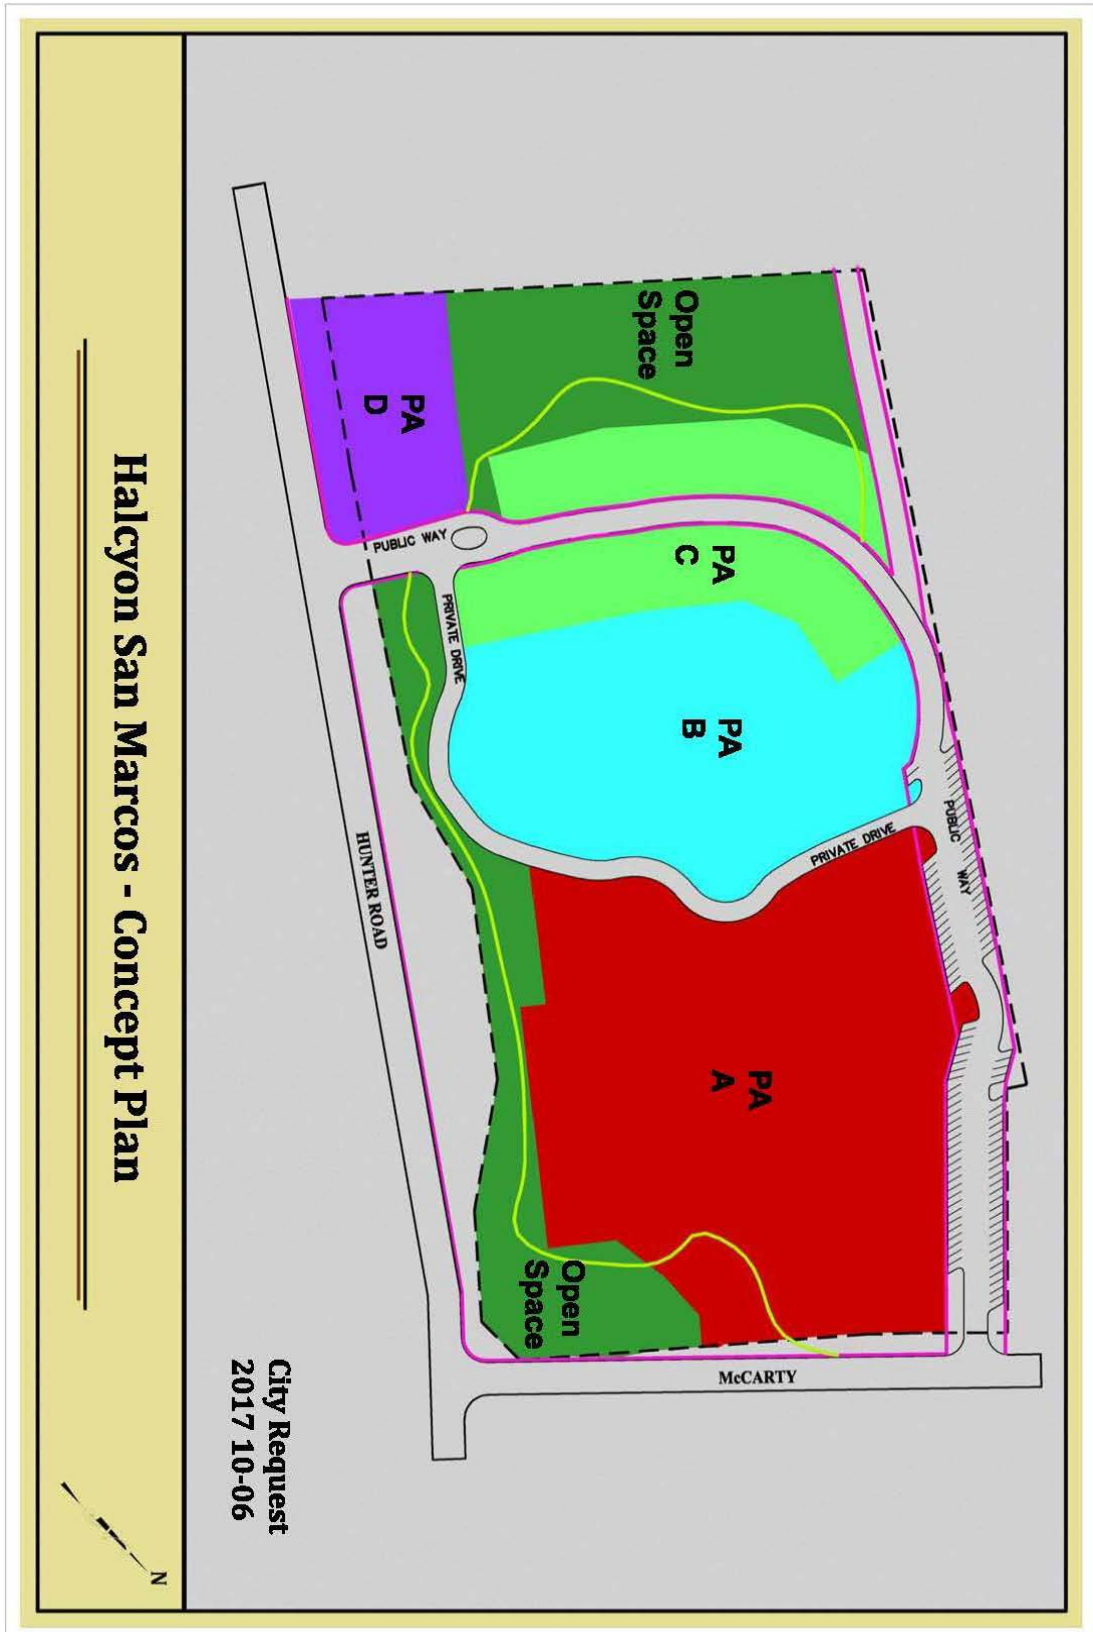 Open
Space
PA
D
PUBLIC WAY
PA
C
PRIVATE DRIVE
PA
B
PRIVATE DRIVE
PUBLIC WAY
HUNTER ROAD
PA
A
Open
Space
McCARTY
City Request
2017 10-06
Halcyon San Marcos - Concept Plan
N